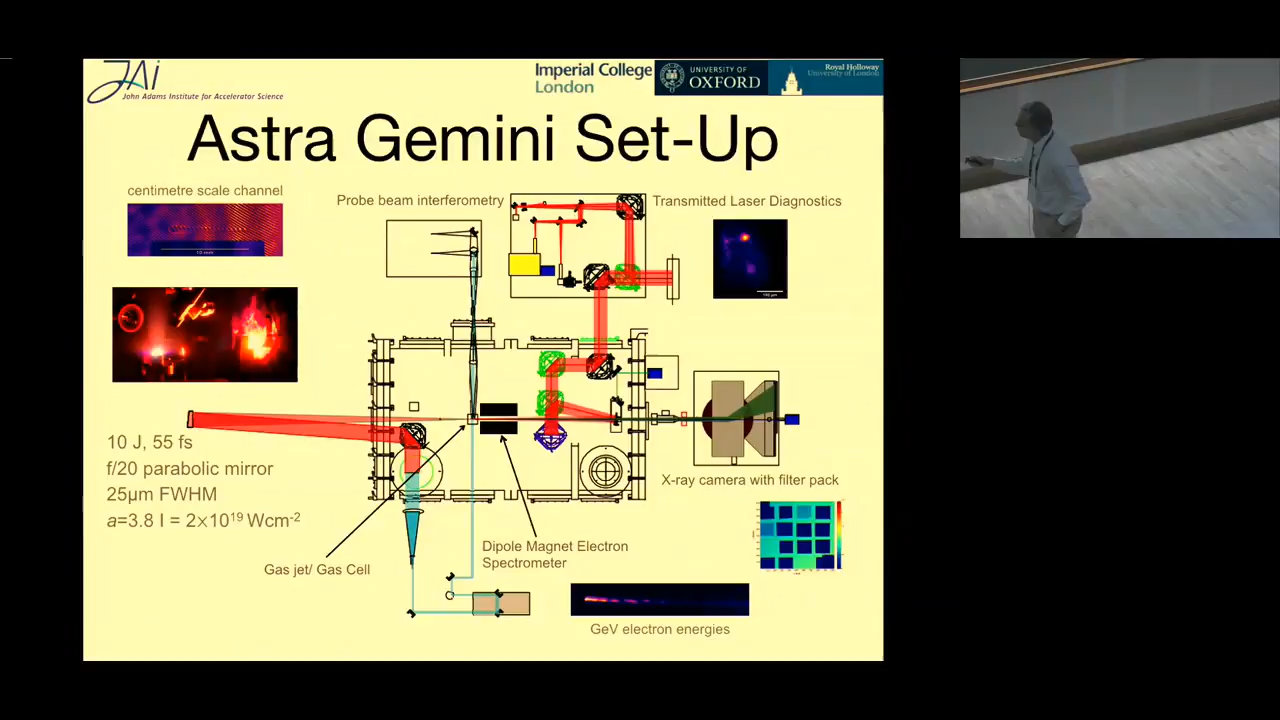 JAi
John Adams Institute for Accelerator Science
Imperial College
London
UNIVERSITY OF
OXFORD
Royal Holloway
University of London
Astra Gemini Set-Up
centimetre scale channel
Probe beam interferometry
Transmitted Laser Diagnostics
10 J, 55 fs
f/20 parabolic mirror
25μm FWHM
a=3.8 I = 2×10¹⁹ Wcm⁻²
X-ray camera with filter pack
Dipole Magnet Electron
Spectrometer
Gas jet/ Gas Cell
GeV electron energies